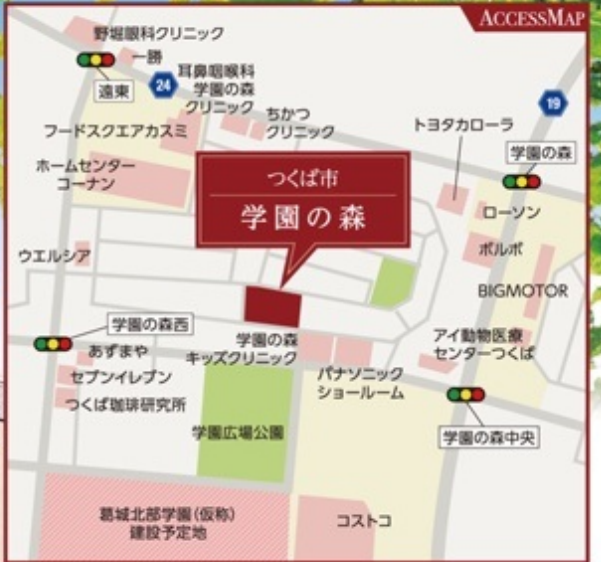 ACCESSMAP
野堀眼科クリニック
一勝
遠東
24
耳鼻咽喉科
学園の森
クリニック
ちかつ
クリニック
トヨタカローラ
19
学園の森
フードスクエアカスミ
ホームセンター
コーナン
つくば市
学園の森
ローソン
ボルボ
ウエルシア
BIGMOTOR
学園の森西
あずまや
セブンイレブン
つくば珈琲研究所
学園の森
キッズクリニック
パナソニック
ショールーム
アイ動物医療
センターつくば
学園の森中央
学園広場公園
葛城北部学園(仮称)
建設予定地
コストコ